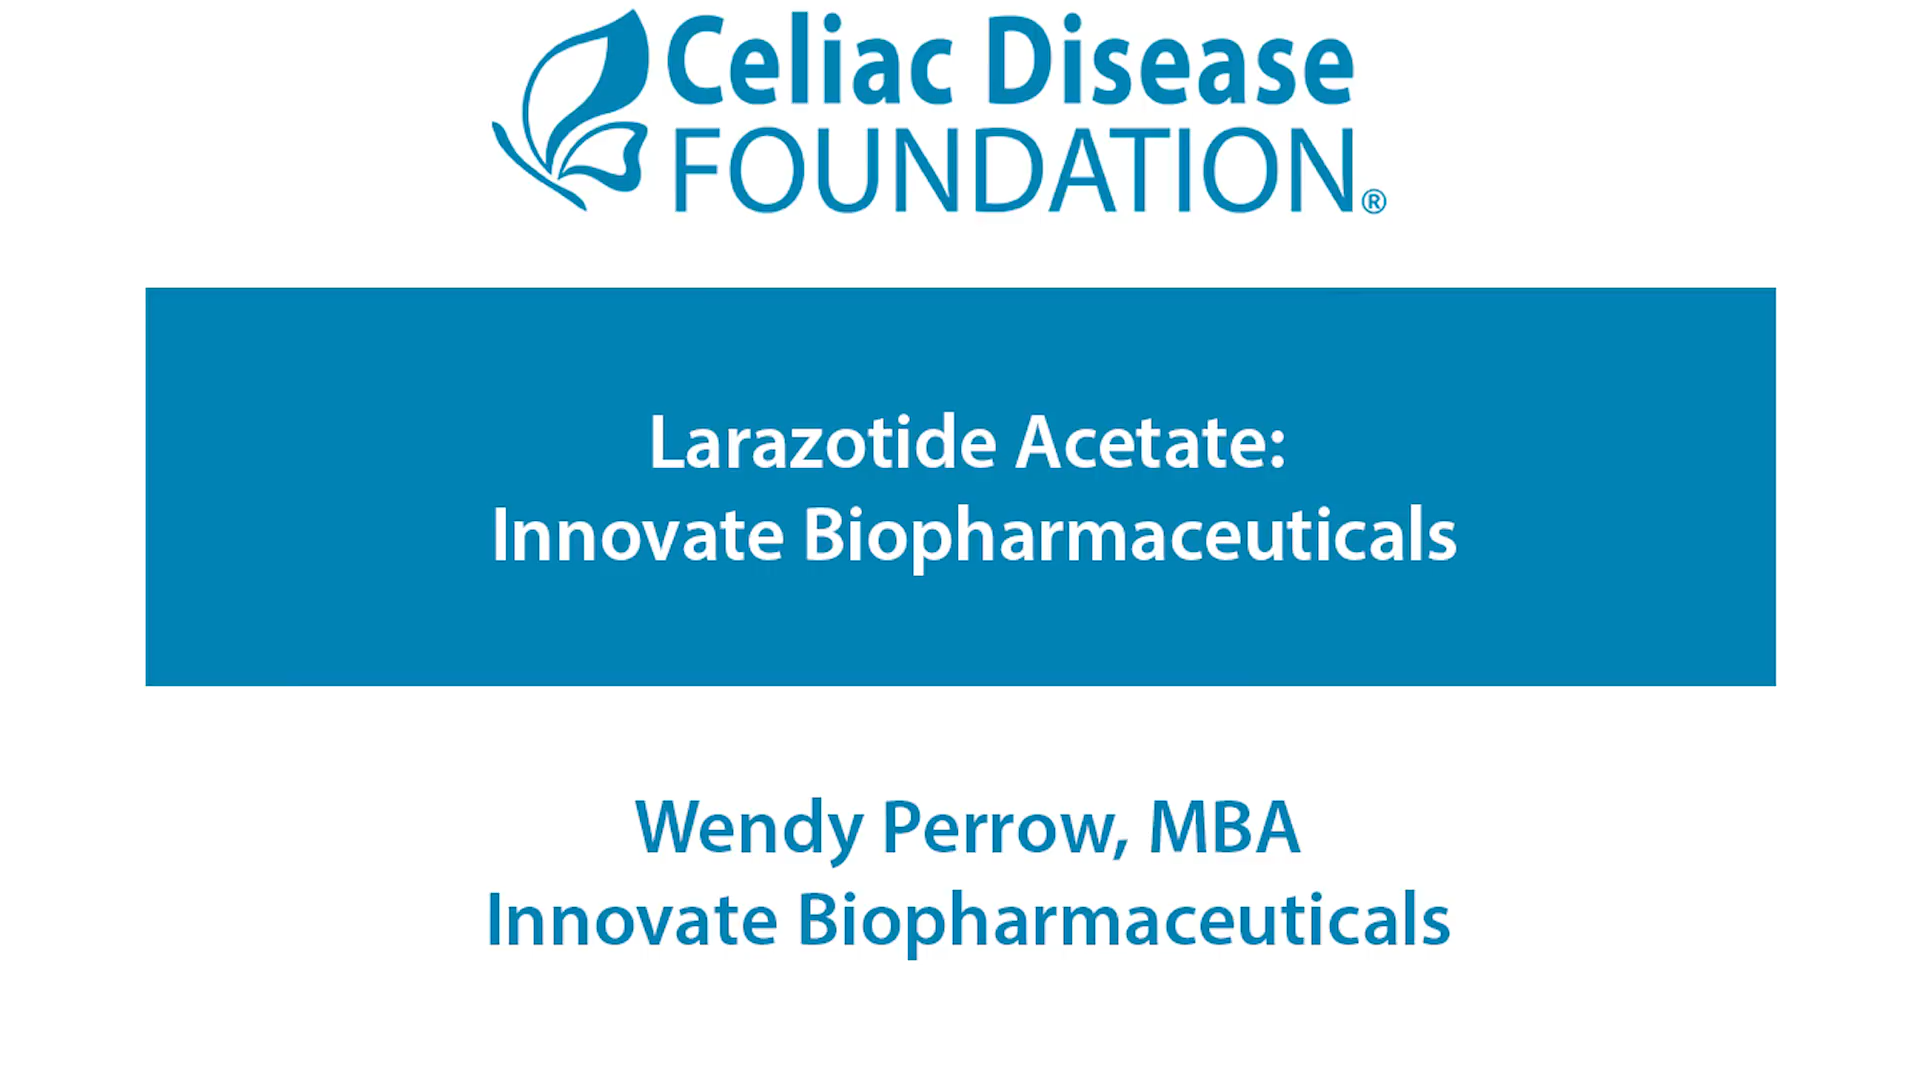 Celiac Disease
FOUNDATION®
Larazotide Acetate:
Innovate Biopharmaceuticals
Wendy Perrow, MBA
Innovate Biopharmaceuticals